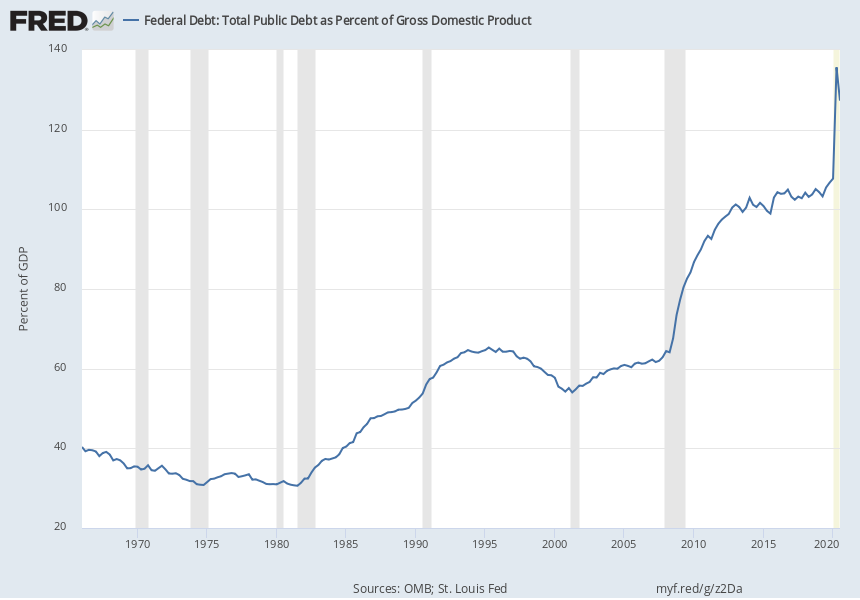 FRED
Federal Debt: Total Public Debt as Percent of Gross Domestic Product
140
120
100
80
60
40
20
Percent of GDP
1970 1975 1980 1985 1990 1995 2000 2005 2010 2015 2020
Sources: OMB; St. Louis Fed
myf.red/g/z2Da